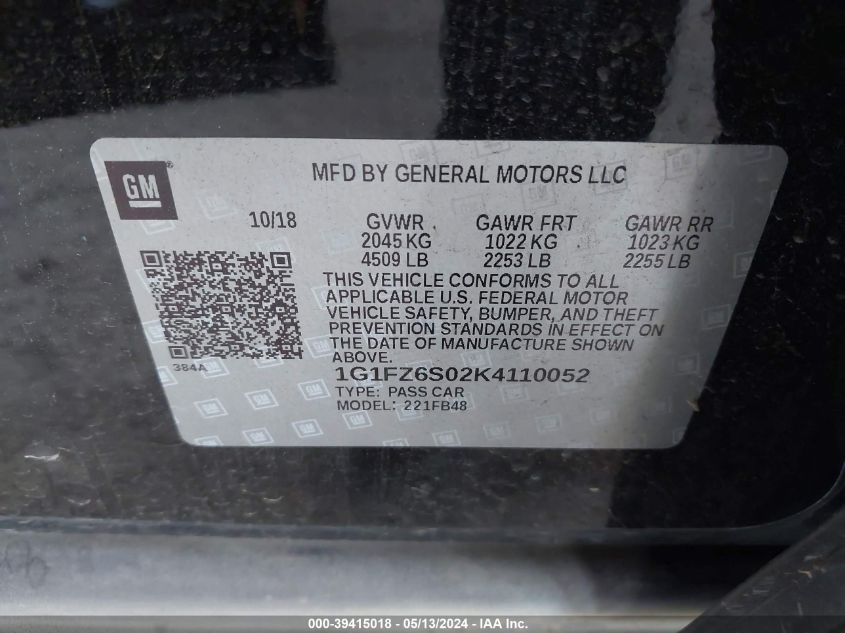 GM
MFD BY GENERAL MOTORS LLC
10/18 GVWR GAWR FRT GAWR RR
2045 KG 1022 KG 1023 KG
4509 LB 2253 LB 2255 LB
THIS VEHICLE CONFORMS TO ALL
APPLICABLE U.S. FEDERAL MOTOR
VEHICLE SAFETY, BUMPER, AND THEFT
PREVENTION STANDARDS IN EFFECT ON
THE DATE OF MANUFACTURE SHOWN
ABOVE.
384A
1G1FZ6S02K4110052
TYPE: PASS CAR
MODEL: 221FB48
000-39415018 - 05/13/2024 - IAA Inc.